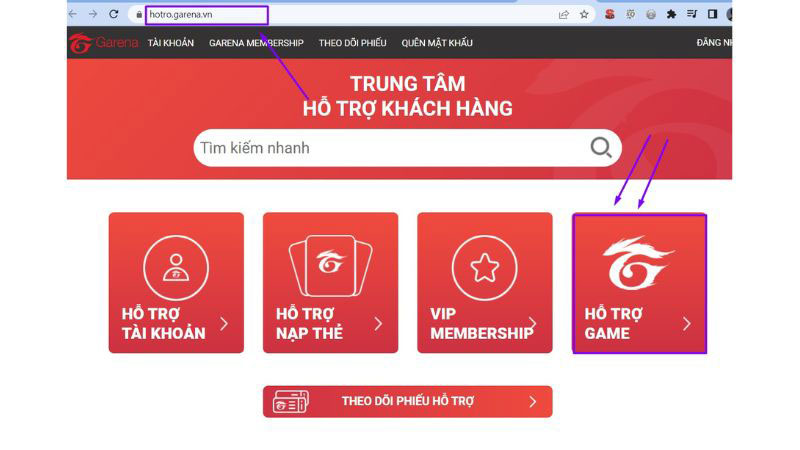 hotro.garena.vn
Garena TÀI KHOẢN GARENA MEMBERSHIP THEO DÕI PHIẾU QUÊN MẬT KHẨU ĐĂNG
TRUNG TÂM
HỖ TRỢ KHÁCH HÀNG
Tìm kiếm nhanh
HỖ TRỢ
TÀI KHOẢN
HỖ TRỢ
NẠP THẺ
VIP
MEMBERSHIP
HỖ TRỢ
GAME
THEO DÕI PHIẾU HỖ TRỢ